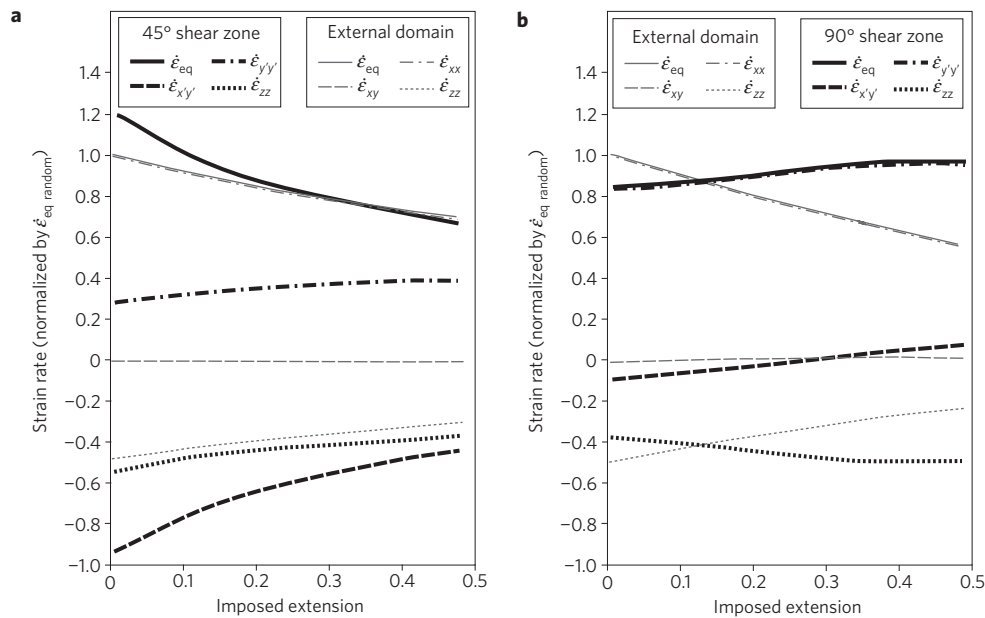 a
45° shear zone
ε̇eq ε̇y′y′
ε̇x′y′ ε̇zz
External domain
ε̇eq ε̇xx
ε̇xy ε̇zz
Strain rate (normalized by ε̇eq random)
1.4
1.2
1.0
0.8
0.6
0.4
0.2
0
−0.2
−0.4
−0.6
−0.8
−1.0
0 0.1 0.2 0.3 0.4 0.5
Imposed extension
b
External domain
ε̇eq ε̇xx
ε̇xy ε̇zz
90° shear zone
ε̇eq ε̇y′y′
ε̇x′y′ ε̇zz
Strain rate (normalized by ε̇eq random)
1.4
1.2
1.0
0.8
0.6
0.4
0.2
0
−0.2
−0.4
−0.6
−0.8
−1.0
0 0.1 0.2 0.3 0.4 0.5
Imposed extension